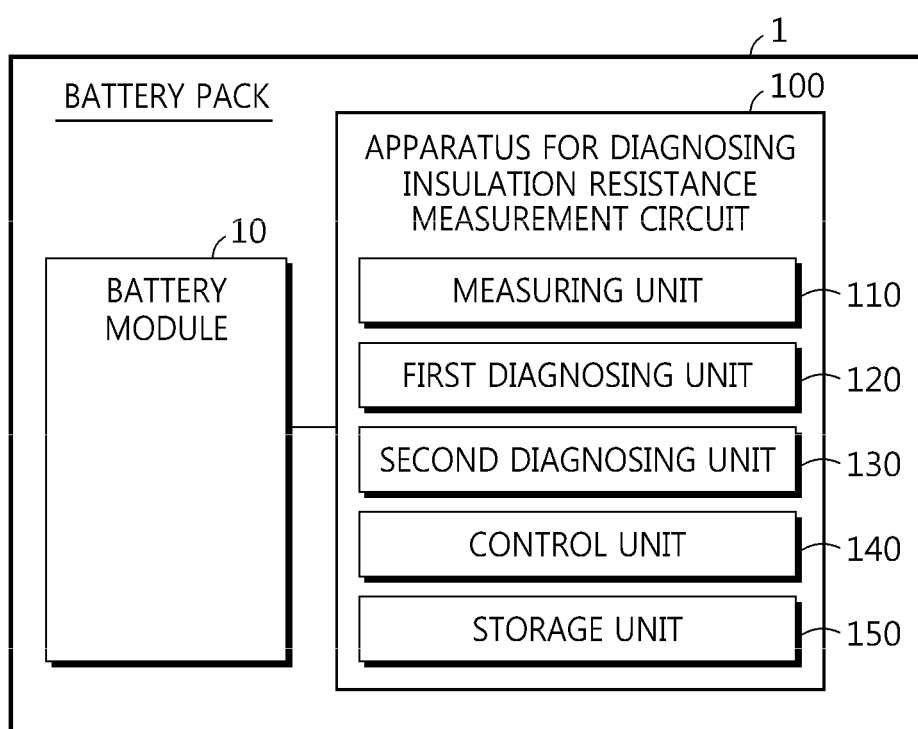 1
BATTERY PACK
100
APPARATUS FOR DIAGNOSING
INSULATION RESISTANCE
MEASUREMENT CIRCUIT
10
BATTERY
MODULE
MEASURING UNIT
110
FIRST DIAGNOSING UNIT
120
SECOND DIAGNOSING UNIT
130
CONTROL UNIT
140
STORAGE UNIT
150